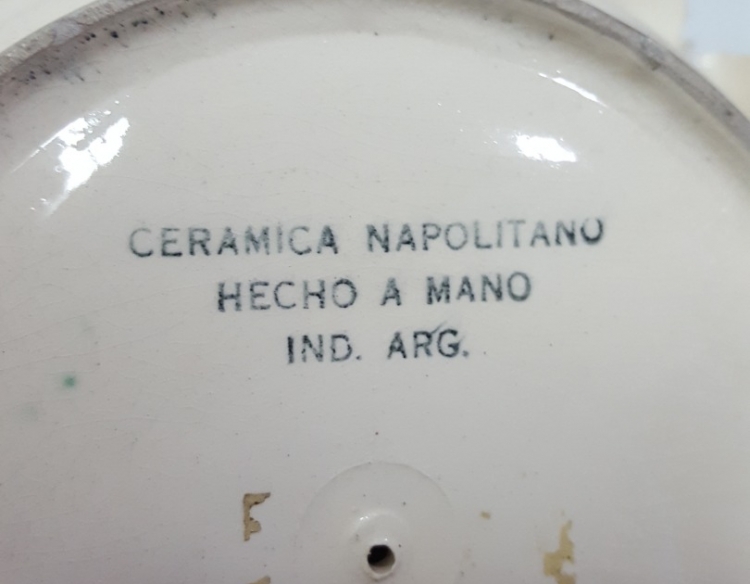 CERAMICA NAPOLITANO
HECHO A MANO
IND. ARG.